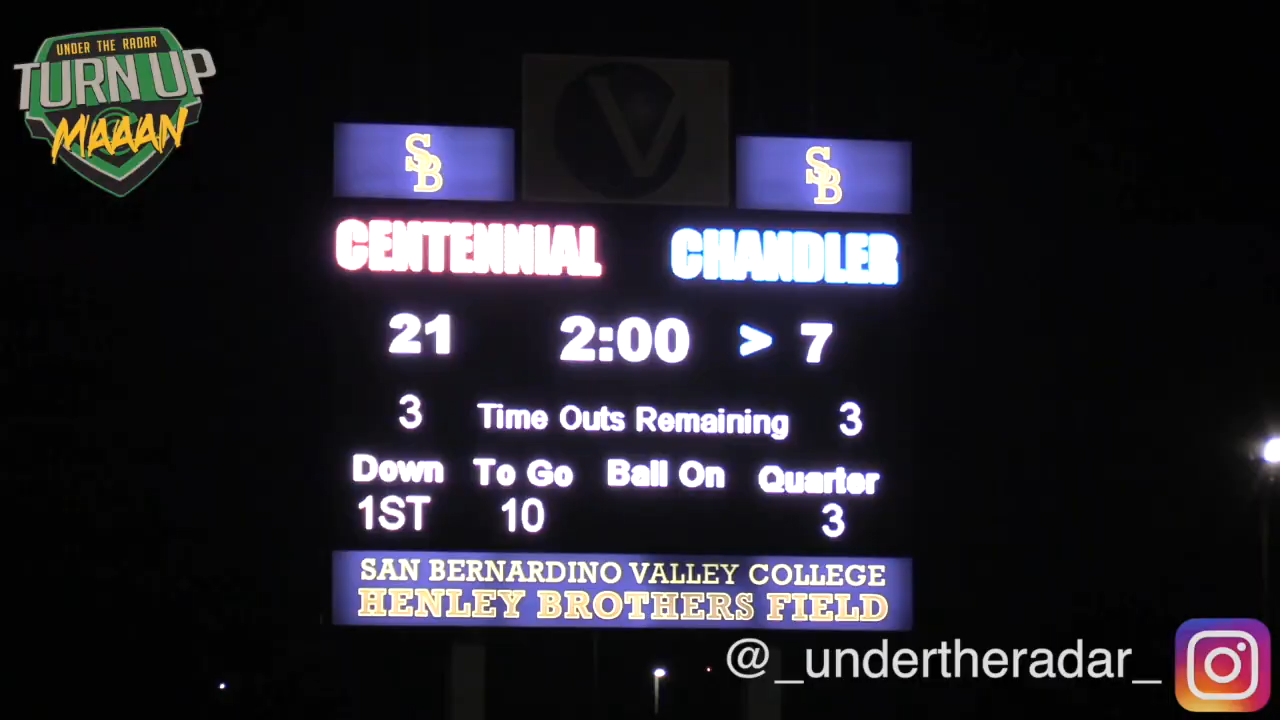 UNDER THE RADAR
TURN UP
MAAAN
V
SB
SB
CENTENNIAL CHANDLER
21 2:00 > 7
3 Time Outs Remaining 3
Down To Go Ball On Quarter
1ST 10 3
SAN BERNARDINO VALLEY COLLEGE
HENLEY BROTHERS FIELD
@_undertheradar_